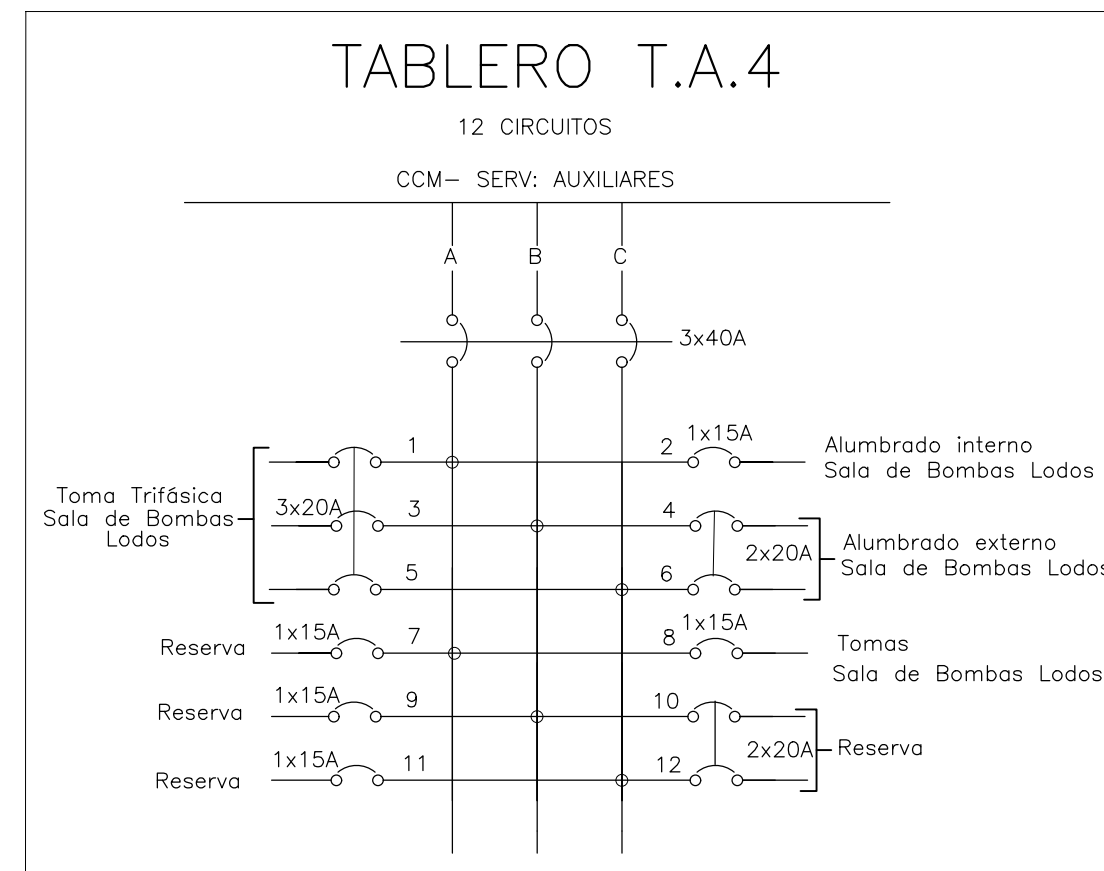 TABLERO T.A.4
12 CIRCUITOS
CCM- SERV: AUXILIARES
A B C
3x40A
1 2 1x15A Alumbrado interno
Sala de Bombas Lodos
Toma Trifásica
Sala de Bombas
Lodos
3x20A 3 4
5 6 2x20A Alumbrado externo
Sala de Bombas Lodos
Reserva 1x15A 7 8 1x15A Tomas
Sala de Bombas Lodos
Reserva 1x15A 9 10
2x20A Reserva
Reserva 1x15A 11 12